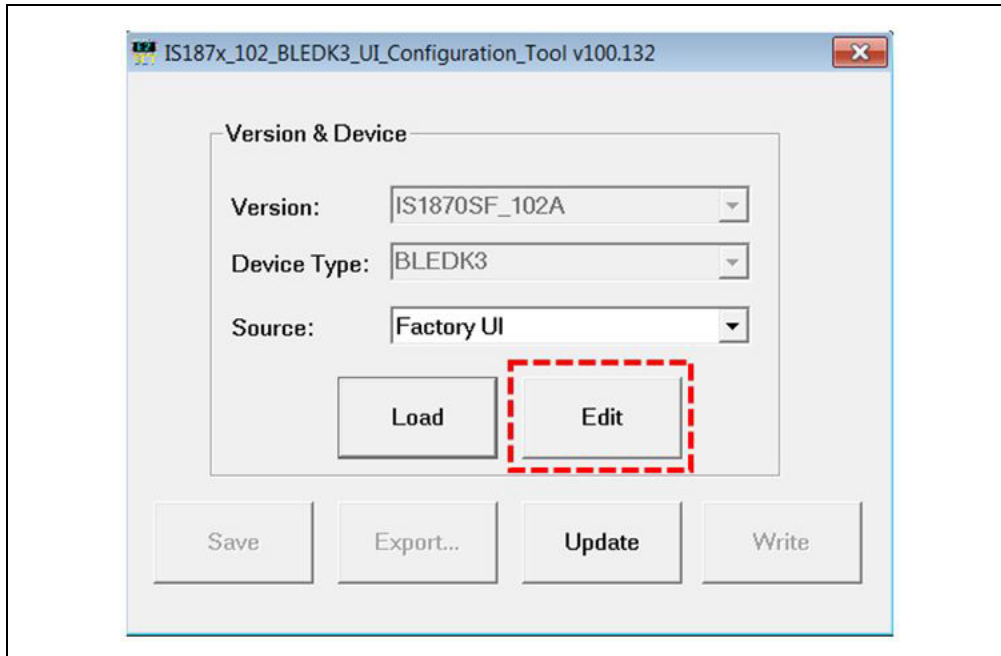 IS187x_102_BLEDK3_UI_Configuration_Tool v100.132
Version & Device
Version: IS1870SF_102A
Device Type: BLEDK3
Source: Factory UI
Load Edit
Save Export... Update Write